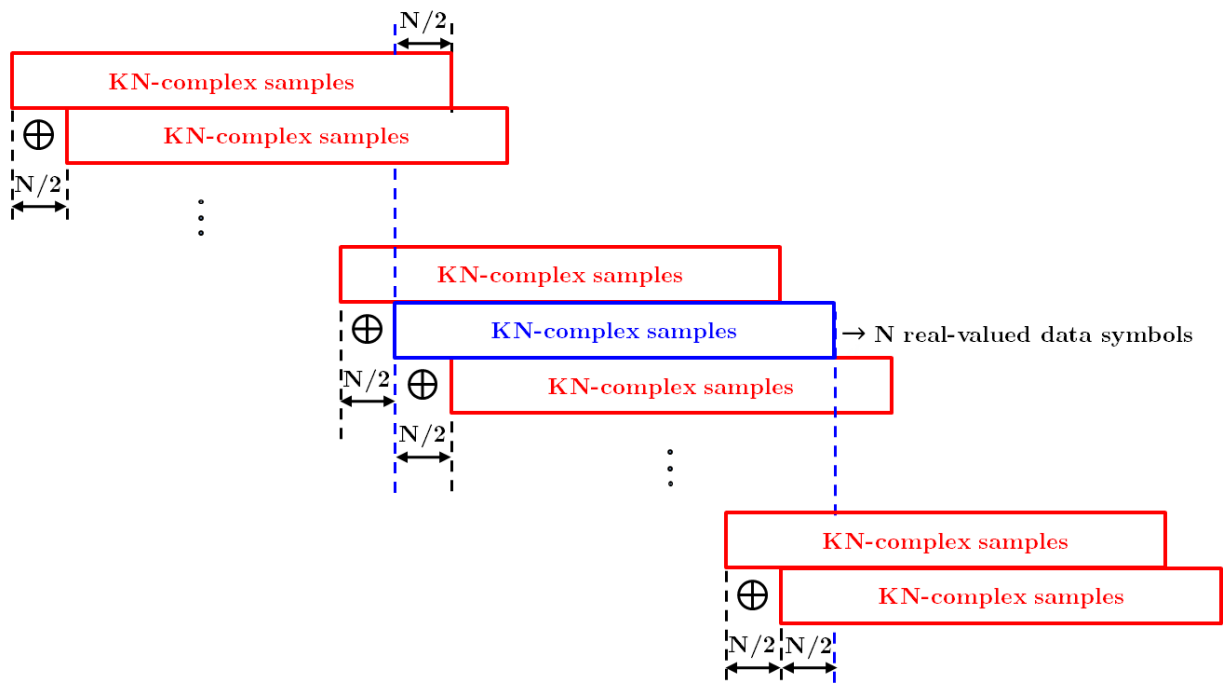 N/2
KN-complex samples
KN-complex samples
N/2
KN-complex samples
KN-complex samples → N real-valued data symbols
N/2 KN-complex samples
N/2
KN-complex samples
KN-complex samples
N/2 N/2